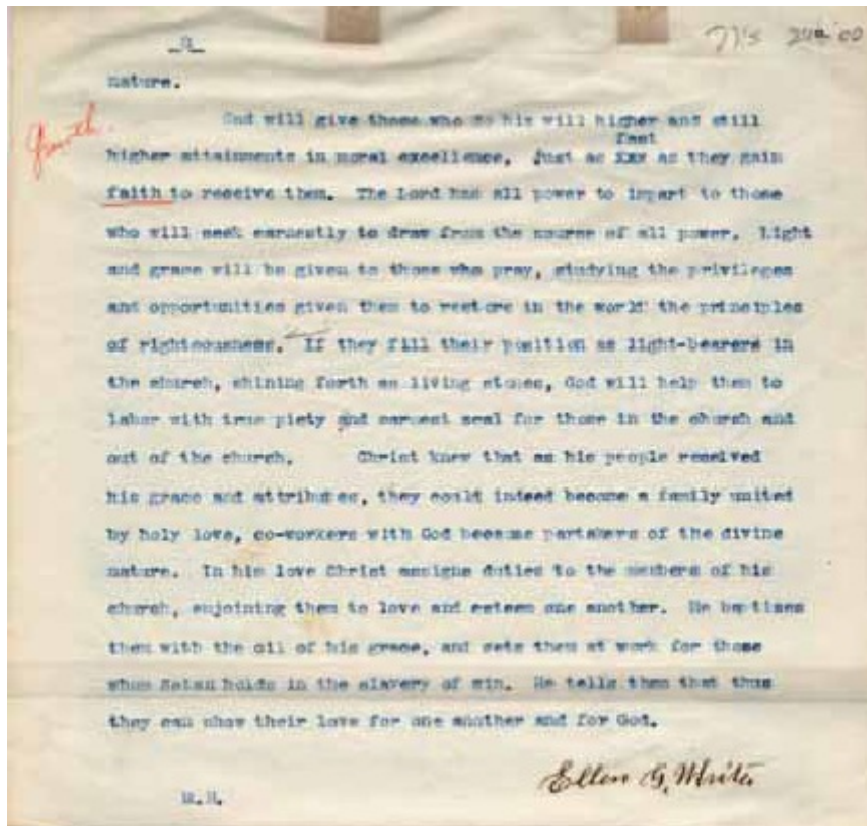 Ms 24a '00
nature.
Growth.
God will give those who do his will higher and still
fast
higher attainments in moral excellence, just as xxx as they gain
faith to receive them. The Lord has all power to impart to those
who will seek earnestly to draw from the source of all power. Light
and grace will be given to those who pray, studying the privileges
and opportunities given them to restore in the world the principles
of righteousness. If they fill their position as light-bearers in
the church, shining forth as living stones, God will help them to
labor with true piety and earnest zeal for those in the church and
out of the church. Christ knew that as his people received
his grace and attributes, they could indeed become a family united
by holy love, co-workers with God because partakers of the divine
nature. In his love Christ assigns duties to the members of his
church, enjoining them to love and esteem one another. He baptizes
them with the oil of his grace, and sets them at work for those
whom Satan holds in the slavery of sin. He tells them that thus
they can show their love for one another and for God.
Ellen G. White
M.H.